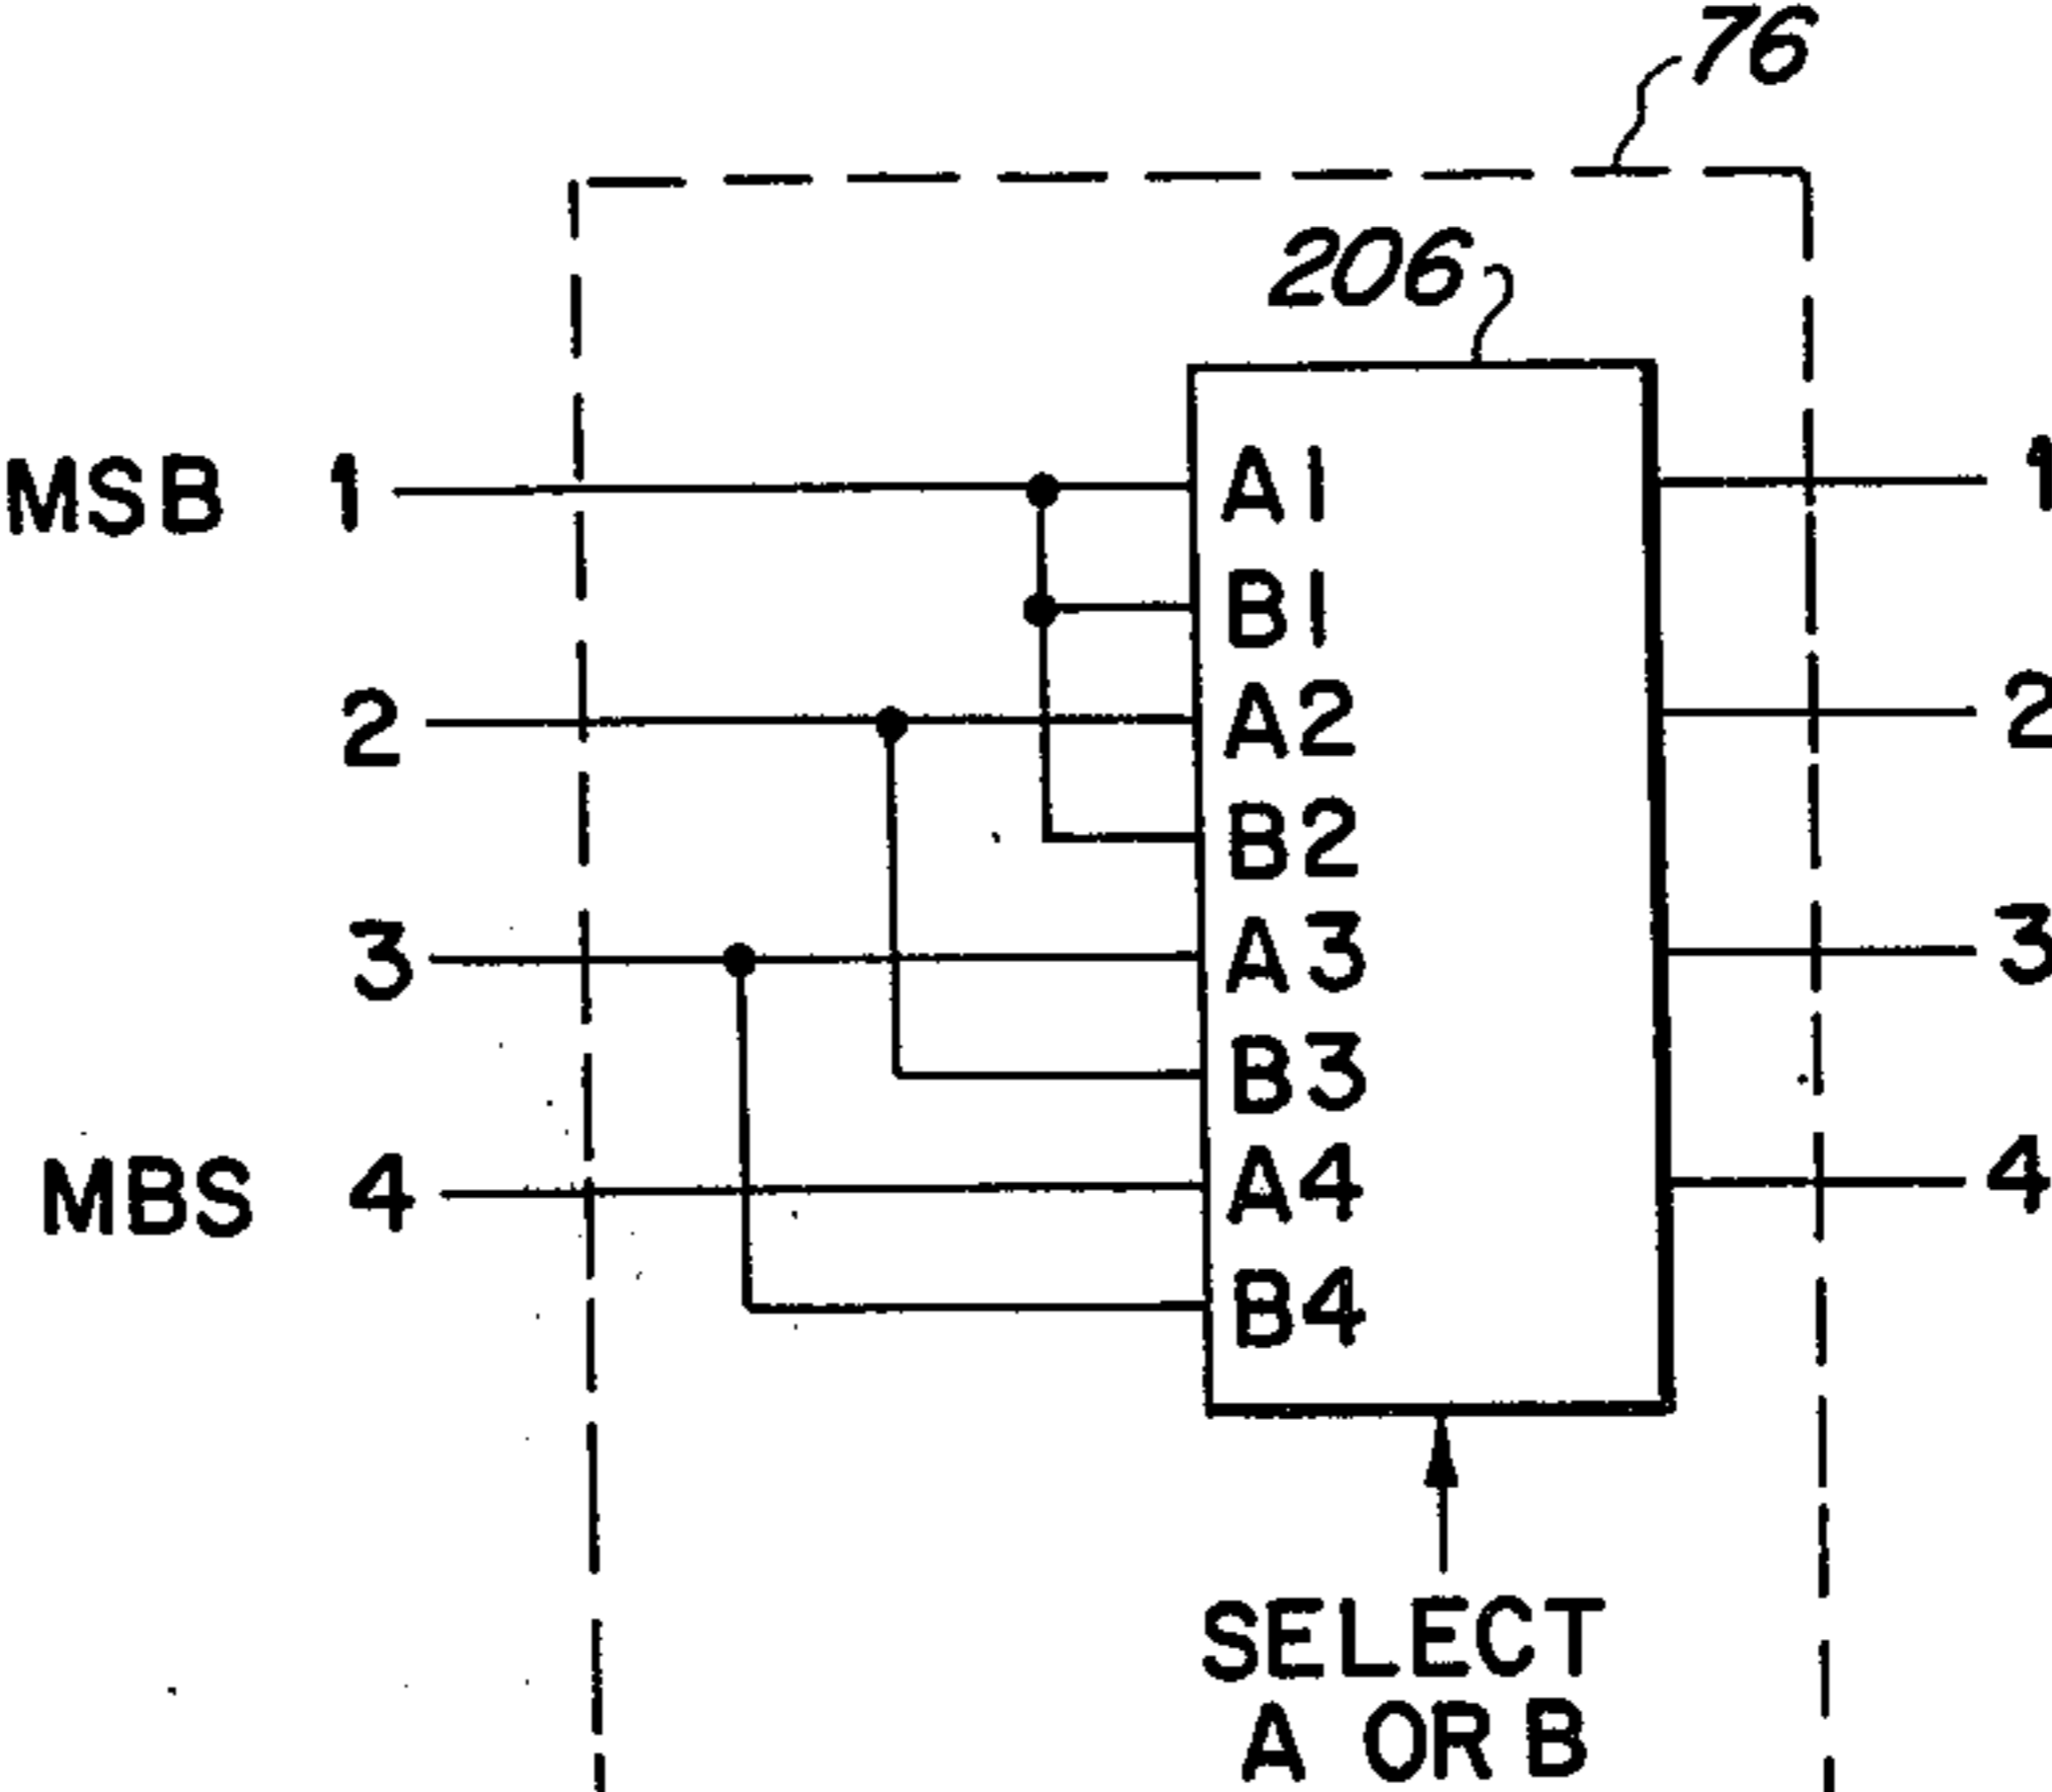 76
206
MSB 1 A1 1
B1
2 A2 2
B2
3 A3 3
B3
MBS 4 A4 4
B4
SELECT
A OR B